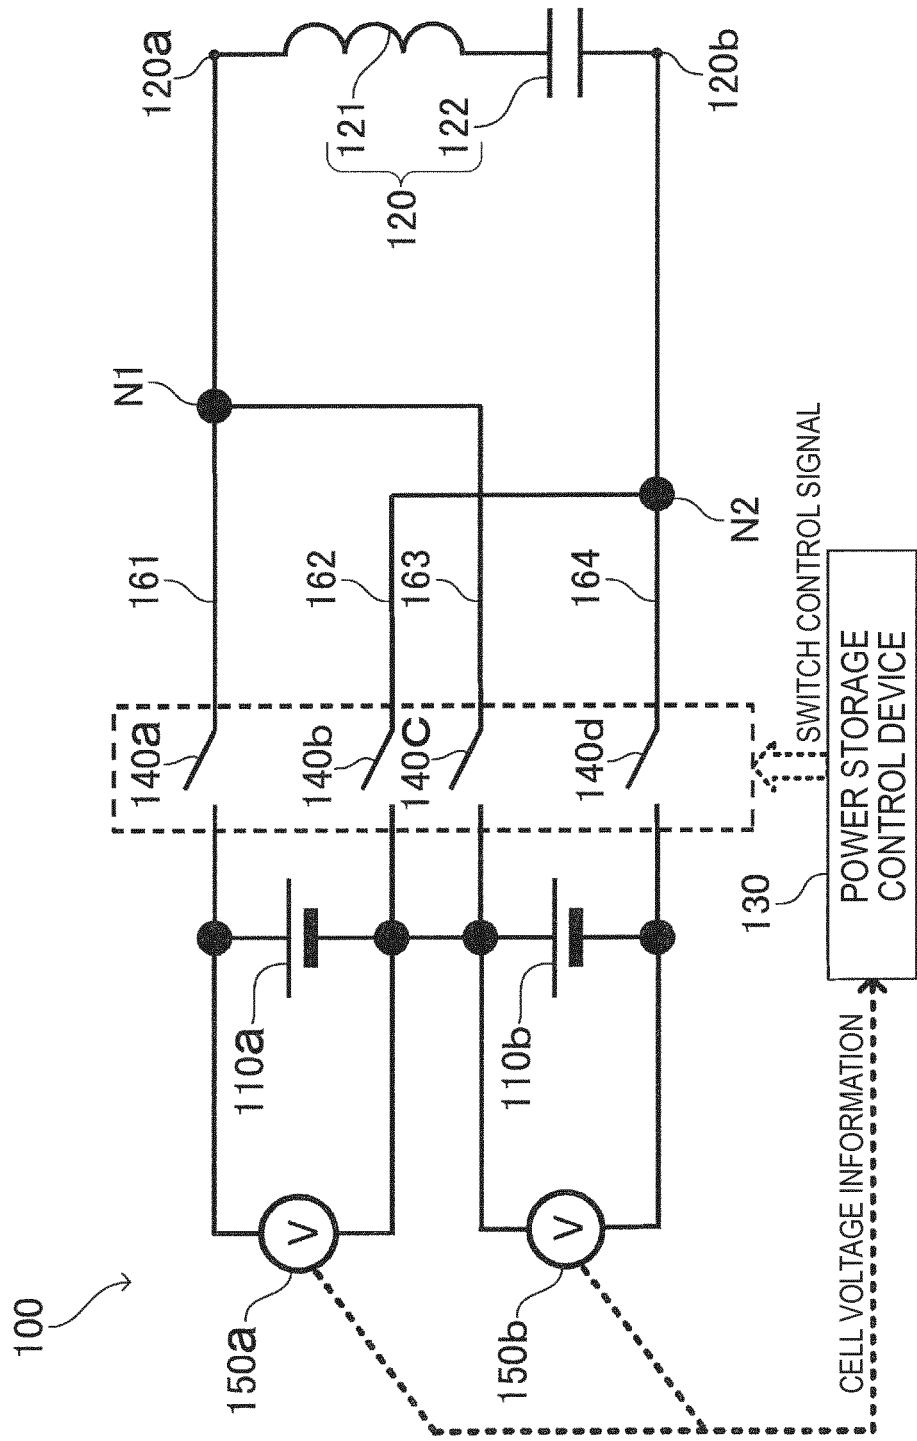 100
120a
121
122
120
120b
N1
N2
161
162
163
164
140a
140b
140C
140d
SWITCH CONTROL SIGNAL
110a
110b
150a
V
150b
V
130
POWER STORAGE
CONTROL DEVICE
CELL VOLTAGE INFORMATION